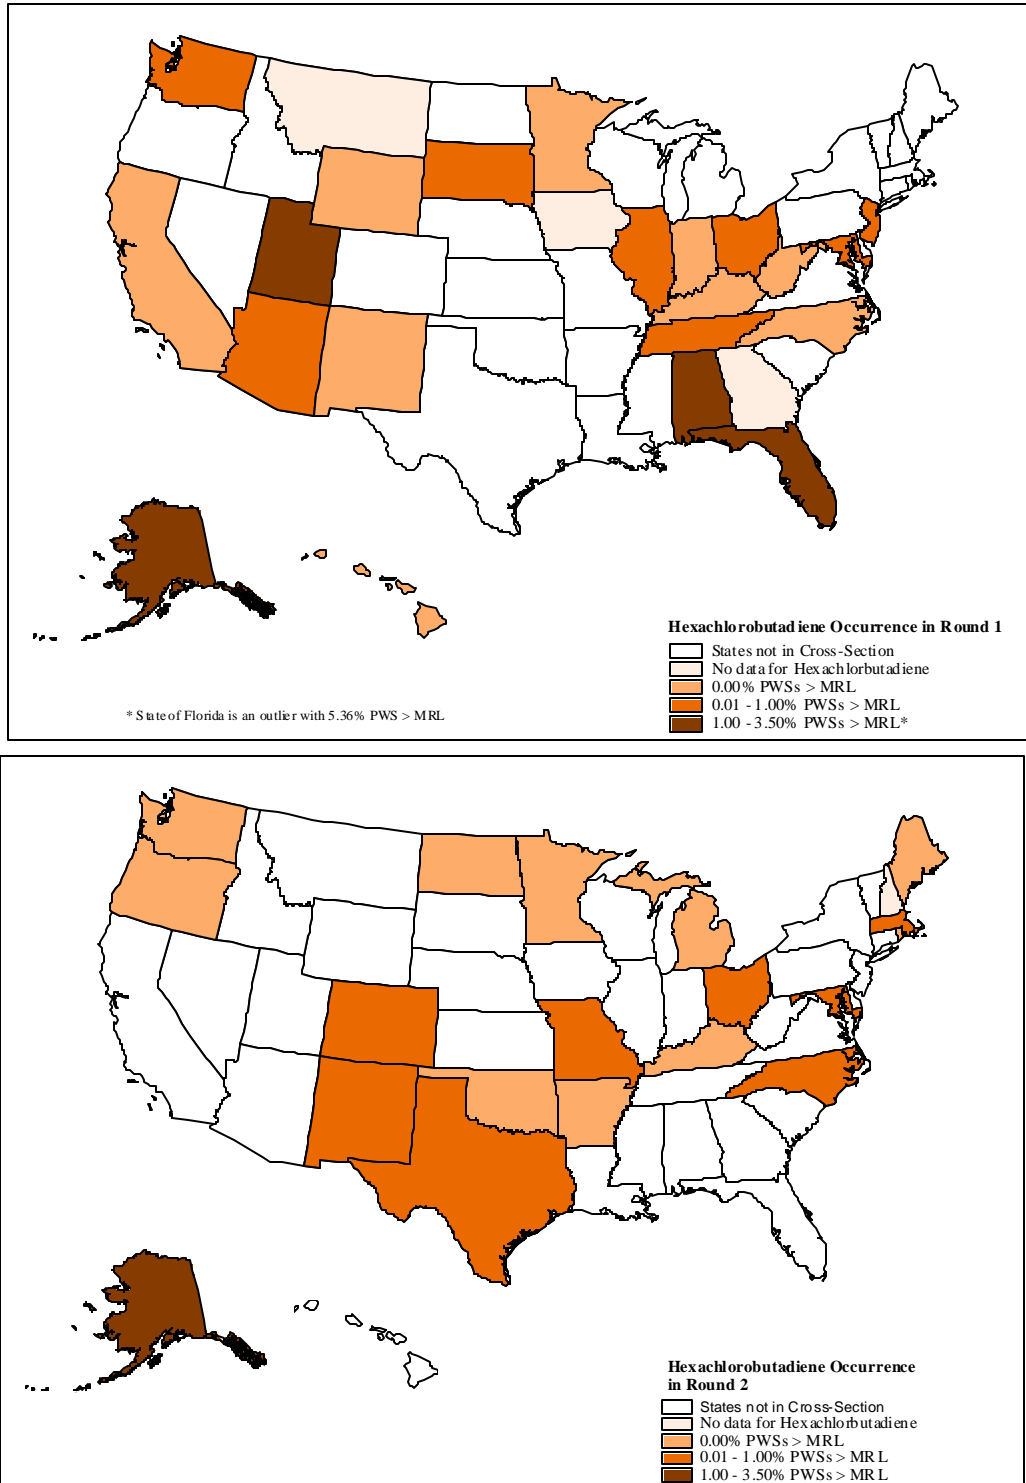 Hexachlorobutadiene Occurrence in Round 1
States not in Cross-Section
No data for Hexachlorbutadiene
0.00% PWSs > MRL
0.01 - 1.00% PWSs > MRL
1.00 - 3.50% PWSs > MRL*
* State of Florida is an outlier with 5.36% PWS > MRL
Hexachlorobutadiene Occurrence
in Round 2
States not in Cross-Section
No data for Hexachlorbutadiene
0.00% PWSs > MRL
0.01 - 1.00% PWSs > MRL
1.00 - 3.50% PWSs > MRL